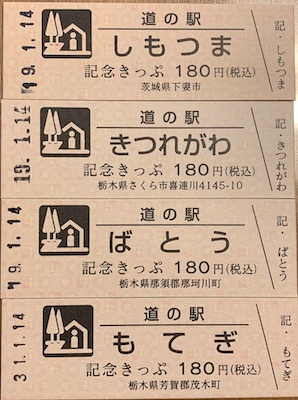 19.1.14
道の駅
しもつま
記念きっぷ 180円(税込)
茨城県下妻市
記・しもつま
19.1.14
道の駅
きつれがわ
記念きっぷ 180円(税込)
栃木県さくら市喜連川4145-10
記・きつれがわ
19.1.14
道の駅
ばとう
記念きっぷ 180円(税込)
栃木県那須郡那珂川町
記・ばとう
31.1.14
道の駅
もてぎ
記念きっぷ 180円(税込)
栃木県芳賀郡茂木町
記・もてぎ